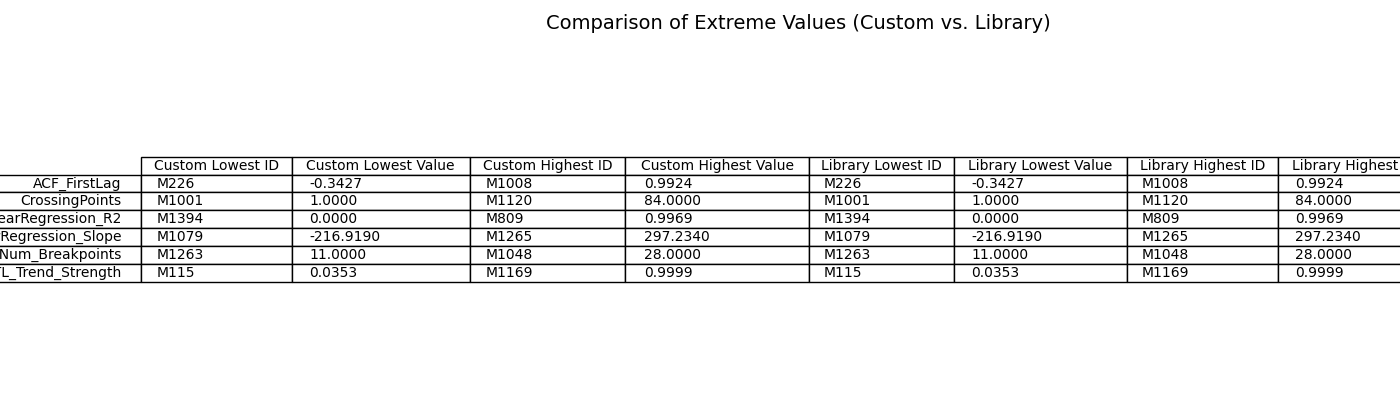 Comparison of Extreme Values (Custom vs. Library)
Custom Lowest ID Custom Lowest Value Custom Highest ID Custom Highest Value Library Lowest ID Library Lowest Value Library Highest ID Library Highest
ACF_FirstLag M226 -0.3427 M1008 0.9924 M226 -0.3427 M1008 0.9924
CrossingPoints M1001 1.0000 M1120 84.0000 M1001 1.0000 M1120 84.0000
earRegression_R2 M1394 0.0000 M809 0.9969 M1394 0.0000 M809 0.9969
Regression_Slope M1079 -216.9190 M1265 297.2340 M1079 -216.9190 M1265 297.2340
Num_Breakpoints M1263 11.0000 M1048 28.0000 M1263 11.0000 M1048 28.0000
L_Trend_Strength M115 0.0353 M1169 0.9999 M115 0.0353 M1169 0.9999